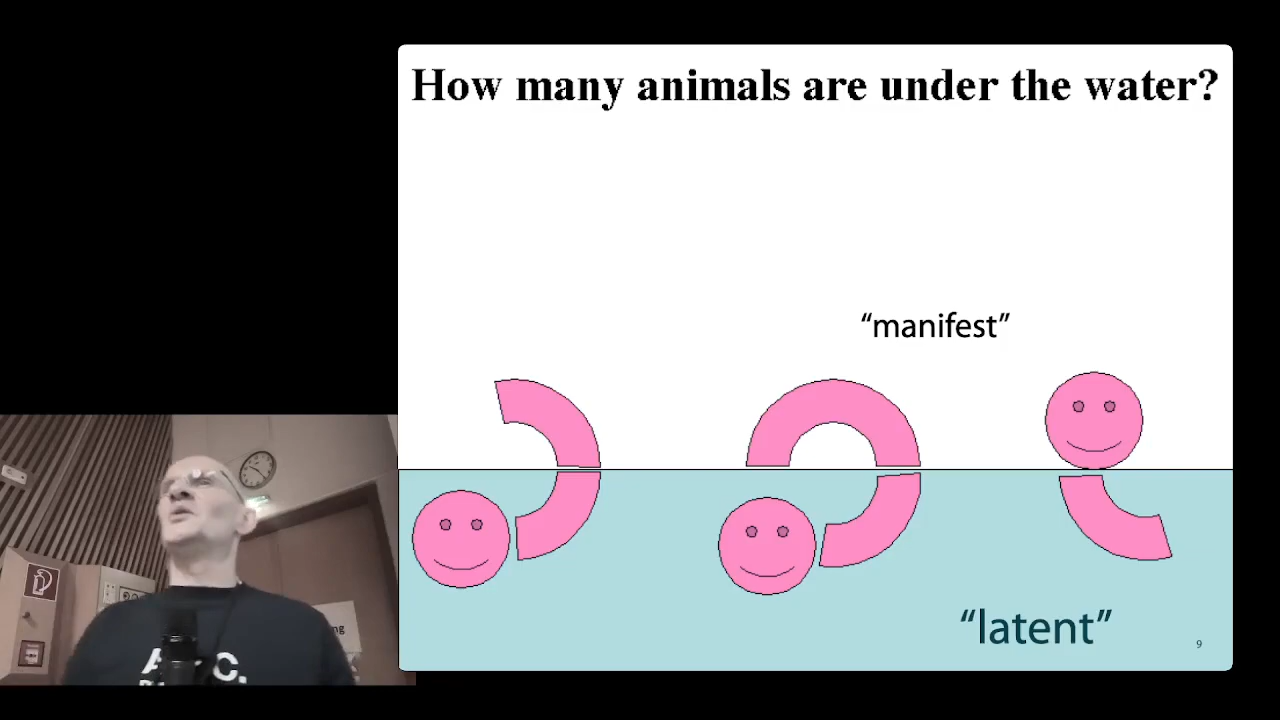 How many animals are under the water?
“manifest”
“latent”
9